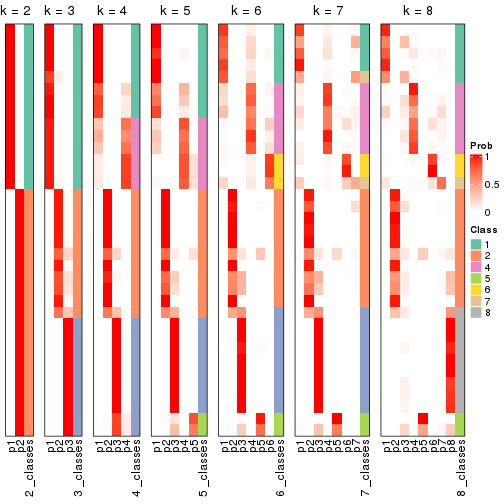 k = 2 k = 3 k = 4 k = 5 k = 6 k = 7 k = 8
Prob
1
0.5
0
Class
1
2
4
5
6
7
8
p1 p2 2_classes
p1 p2 p3 3_classes
p1 p2 p3 p4 4_classes
p1 p2 p3 p4 p5 5_classes
p1 p2 p3 p4 p5 p6 6_classes
p1 p2 p3 p4 p5 p6 p7 7_classes
p1 p2 p3 p4 p5 p6 p7 p8 8_classes